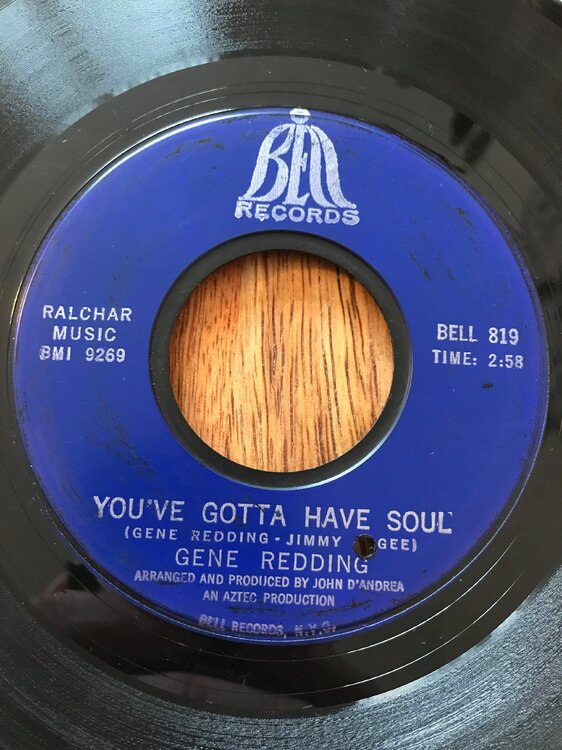 BELL
RECORDS
RALCHAR
MUSIC
BMI 9269
BELL 819
TIME: 2:58
YOU'VE GOTTA HAVE SOUL
(GENE REDDING · JIMMY GEE)
GENE REDDING
ARRANGED AND PRODUCED BY JOHN D'ANDREA
AN AZTEC PRODUCTION
BELL RECORDS, N.Y.C.